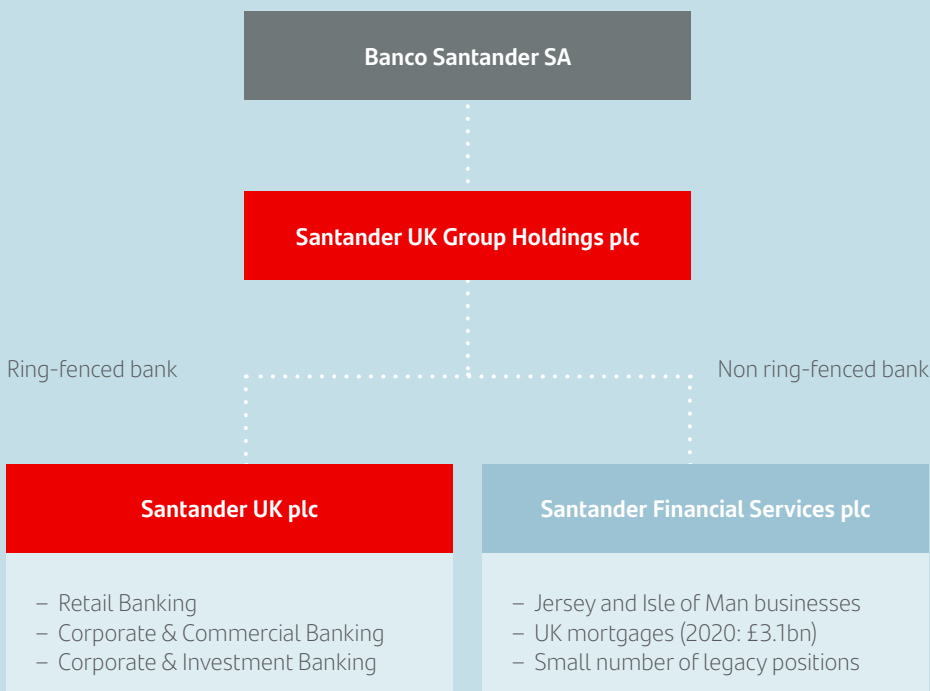 Banco Santander SA
Santander UK Group Holdings plc
Ring-fenced bank
Non ring-fenced bank
Santander UK plc
– Retail Banking
– Corporate & Commercial Banking
– Corporate & Investment Banking
Santander Financial Services plc
– Jersey and Isle of Man businesses
– UK mortgages (2020: £3.1bn)
– Small number of legacy positions